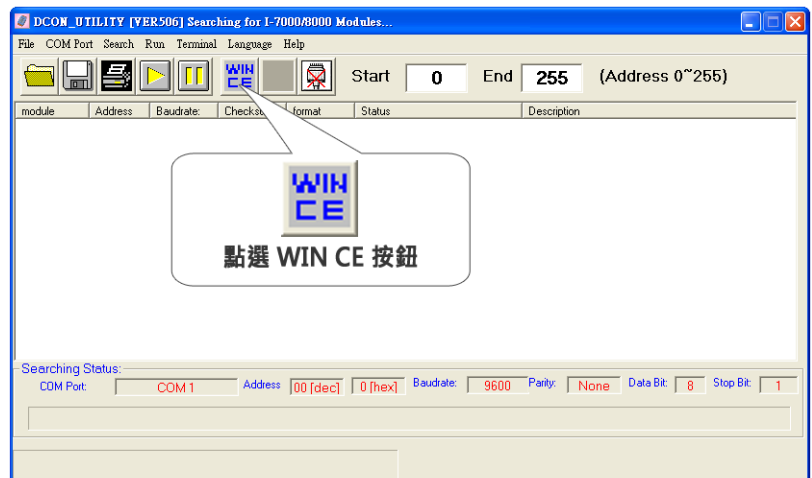 DCON_UTILITY [VER506] Searching for I-7000/8000 Modules...
File COM Port Search Run Terminal Language Help
WIN CE Start 0 End 255 (Address 0~255)
module Address Baudrate: Checksu format Status Description
WIN
CE
點選 WIN CE 按鈕
Searching Status:
COM Port: COM 1 Address 00 [dec] 0 [hex] Baudrate: 9600 Parity: None Data Bit: 8 Stop Bit: 1